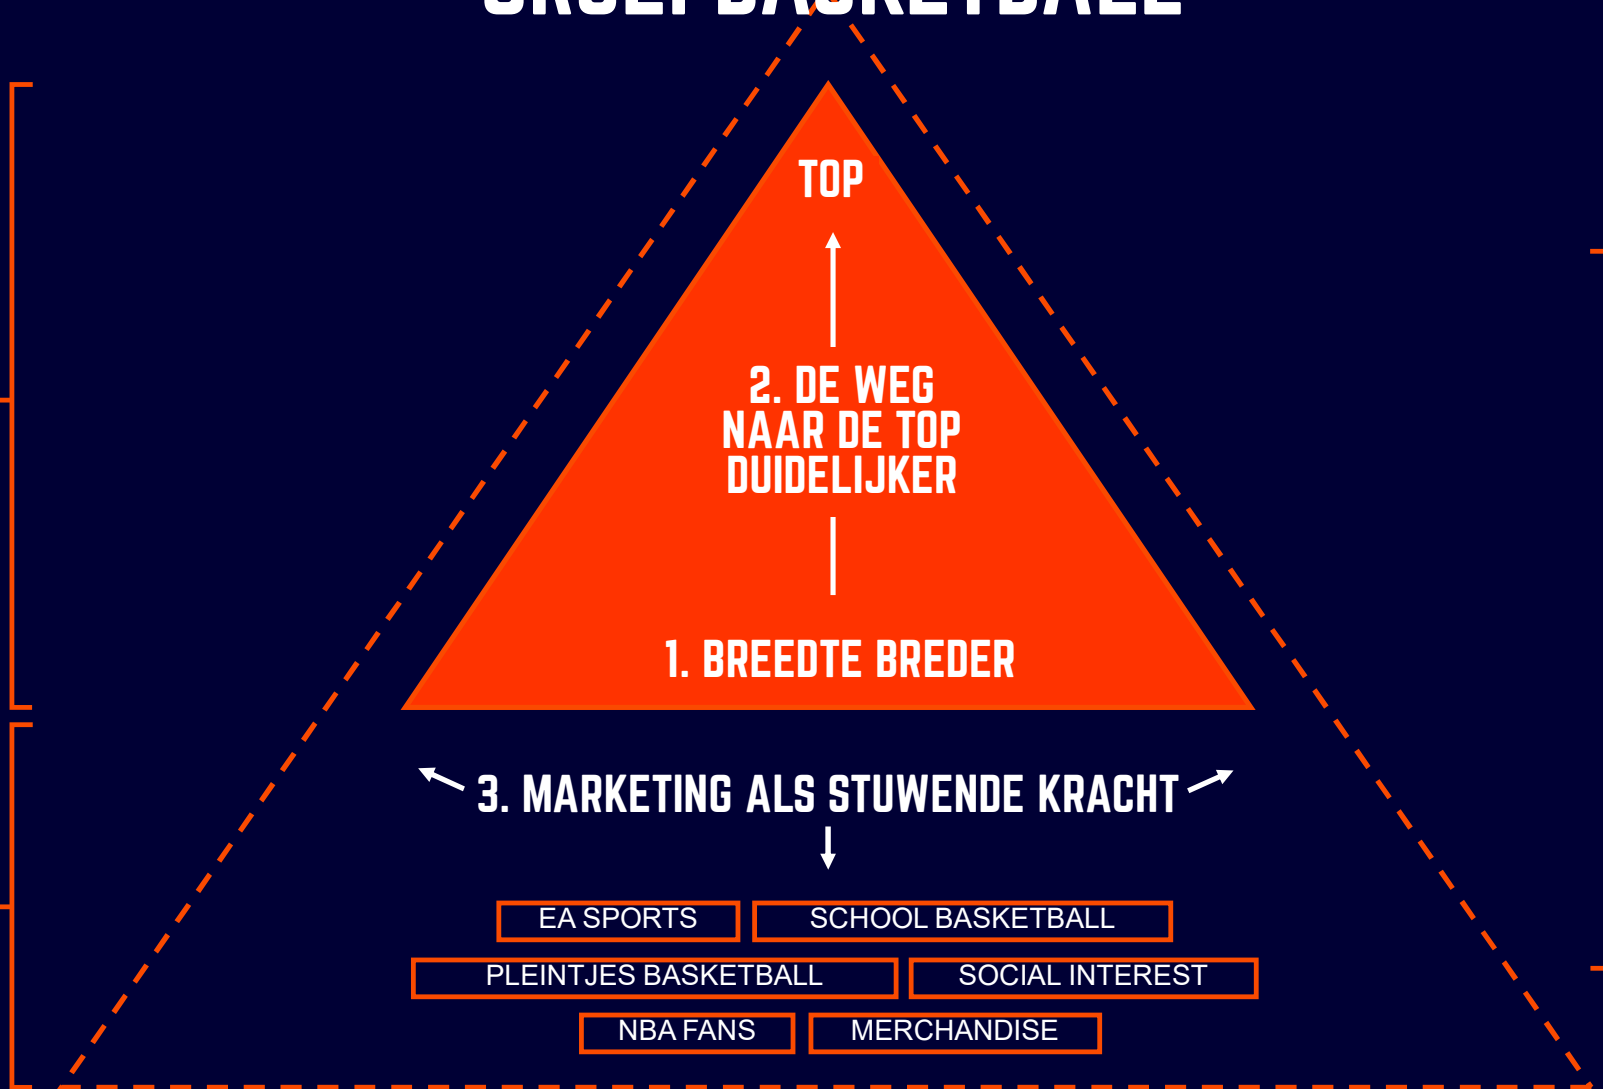 TOP
2. DE WEG
NAAR DE TOP
DUIDELIJKER
1. BREEDTE BREDER
3. MARKETING ALS STUWENDE KRACHT
EA SPORTS
SCHOOL BASKETBALL
PLEINTJES BASKETBALL
SOCIAL INTEREST
NBA FANS
MERCHANDISE